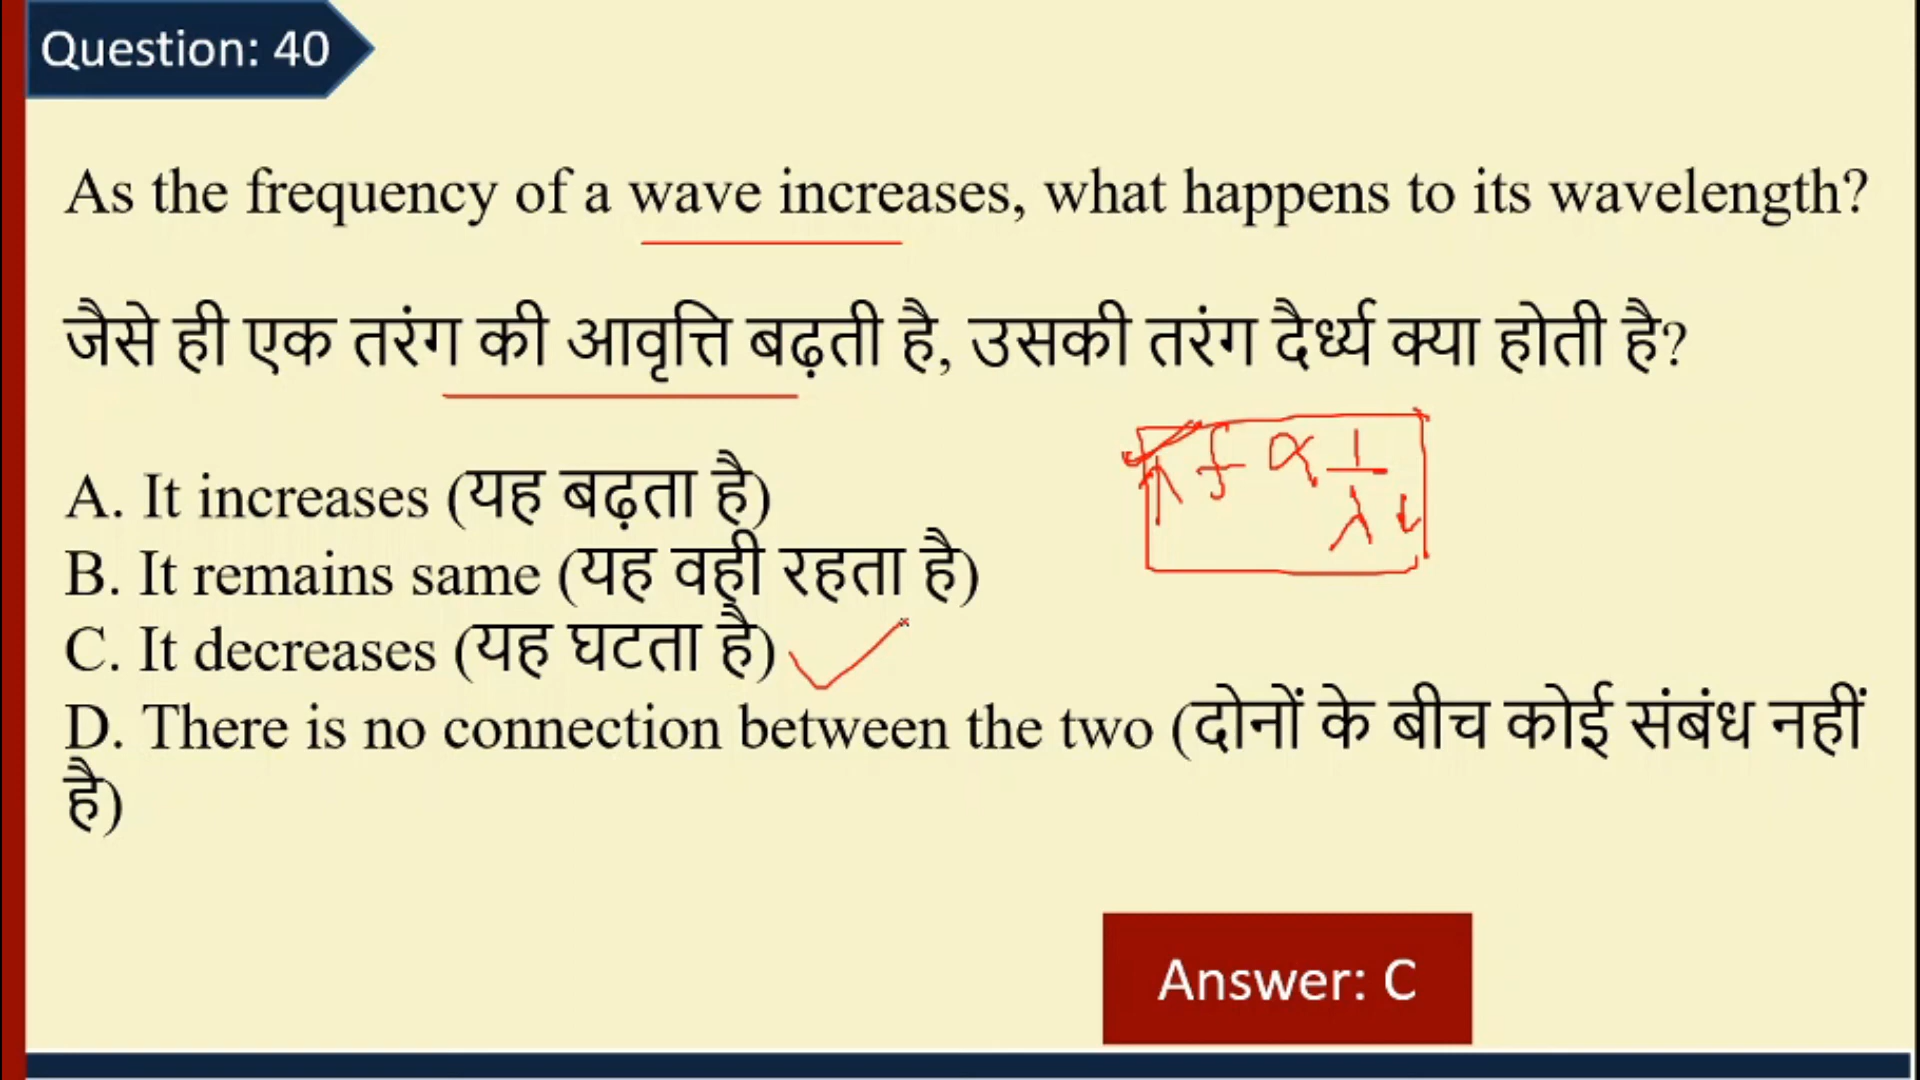 Question: 40
As the frequency of a wave increases, what happens to its wavelength?
जैसे ही एक तरंग की आवृत्ति बढ़ती है, उसकी तरंग दैर्ध्य क्या होती है?
↑ f ∝ 1/λ ↓
A. It increases (यह बढ़ता है)
B. It remains same (यह वही रहता है)
C. It decreases (यह घटता है)
D. There is no connection between the two (दोनों के बीच कोई संबंध नहीं
है)
Answer: C